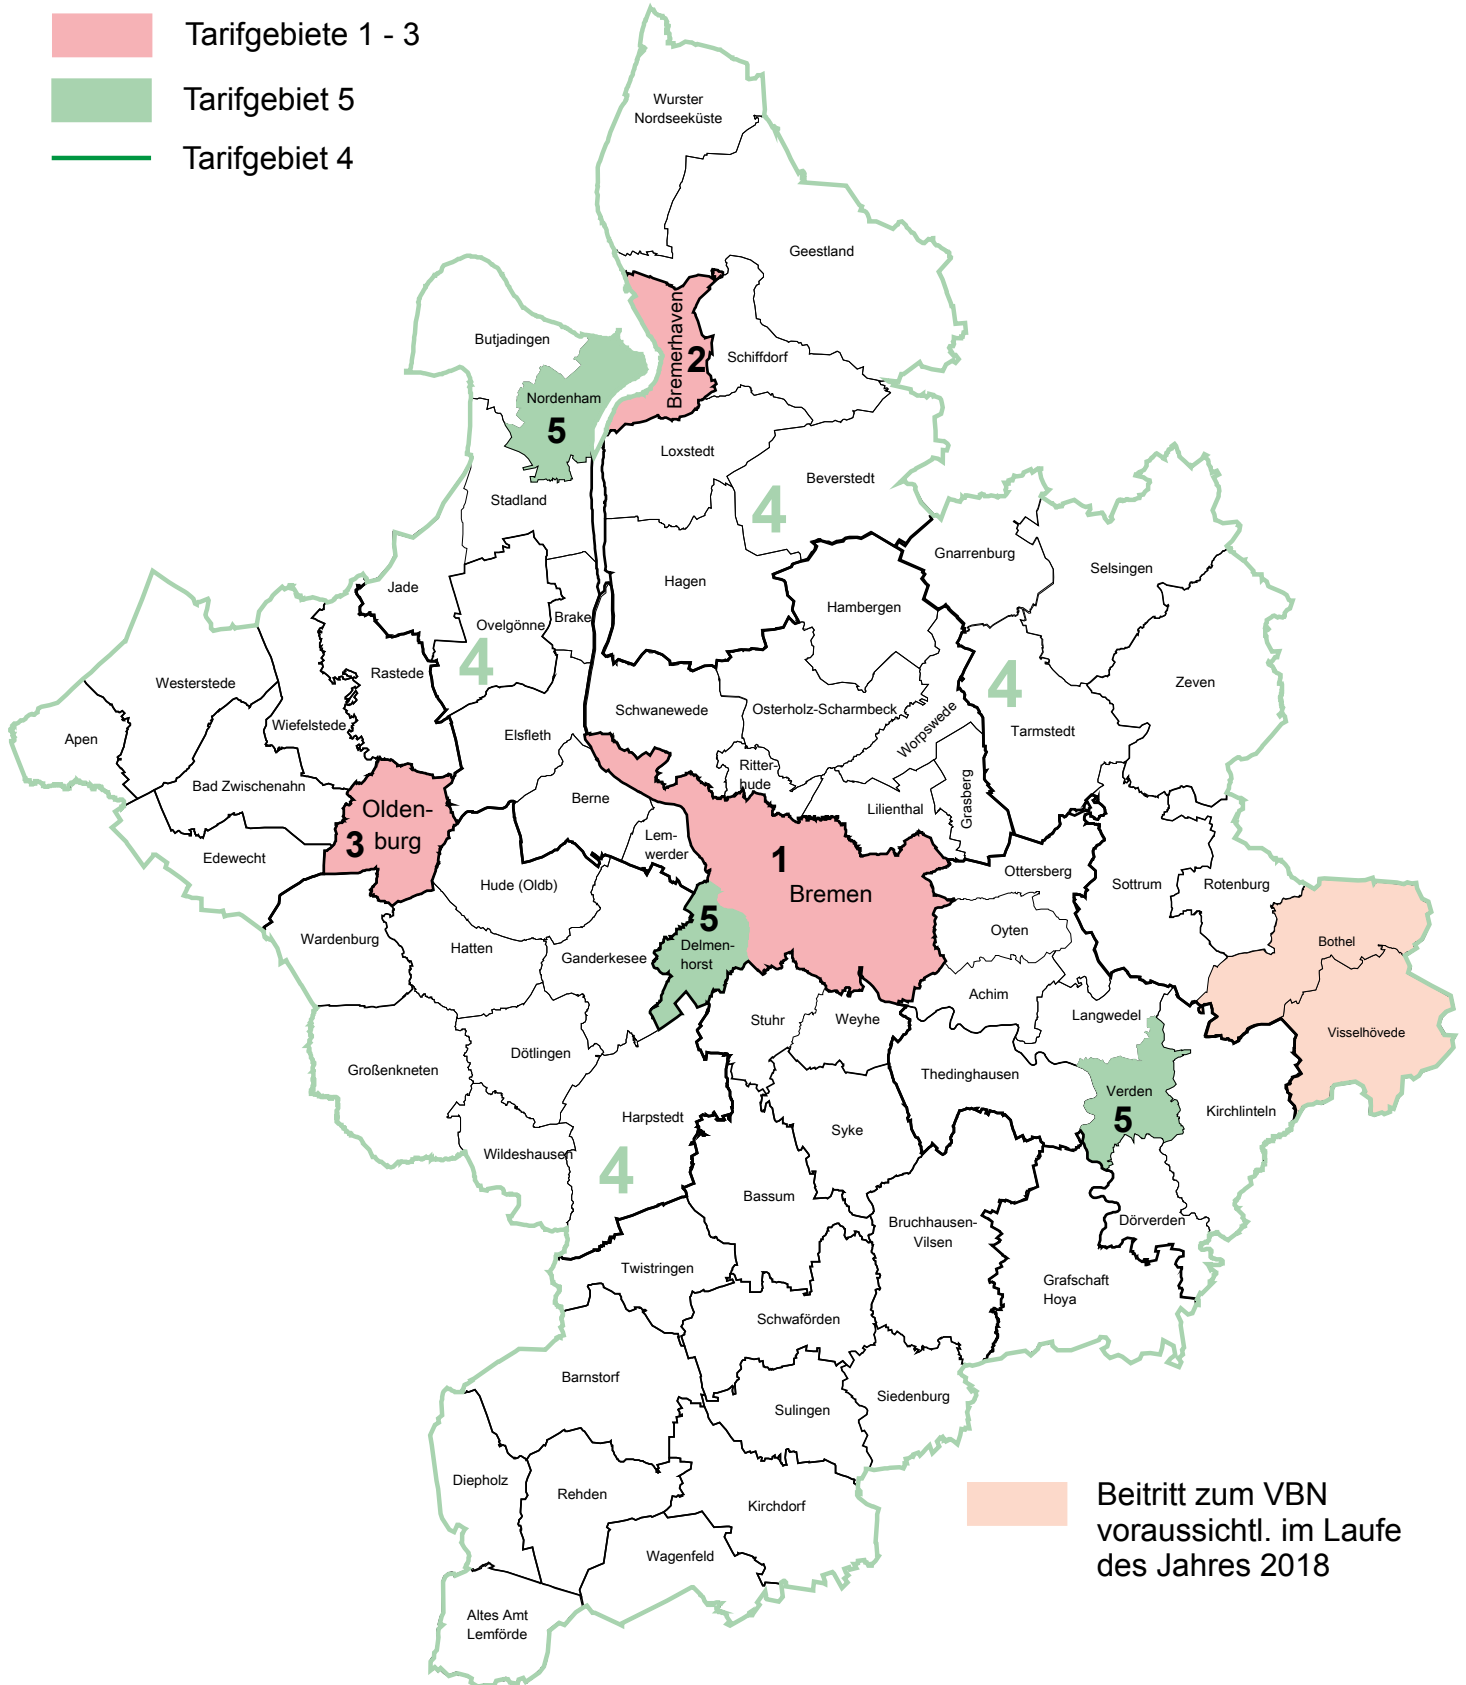 Tarifgebiete 1 - 3
Tarifgebiet 5
Tarifgebiet 4
Wurster
Nordseeküste
Geestland
Butjadingen
Bremerhaven
2
Schiffdorf
Nordenham
5
Loxstedt
Beverstedt
4
Stadland
Gnarrenburg
Selsingen
Jade
Hagen
Hambergen
Ovelgönne
Brake
4
Rastede
Westerstede
4
Zeven
Schwanewede
Osterholz-Scharmbeck
Worpswede
Tarmstedt
Apen
Wiefelstede
Elsfleth
Ritter-
hude
Bad Zwischenahn
Berne
Lilienthal
Grasberg
Olden-
burg
3
Lem-
werder
Edewecht
1
Bremen
Hude (Oldb)
Ottersberg
Sottrum
Rotenburg
5
Delmen-
horst
Wardenburg
Hatten
Ganderkesee
Oyten
Bothel
Achim
Langwedel
Stuhr
Weyhe
Visselhövede
Großenkneten
Dötlingen
Thedinghausen
Verden
5
Kirchlinteln
Harpstedt
Syke
Wildeshausen
4
Bassum
Bruchhausen-
Vilsen
Dörverden
Twistringen
Grafschaft
Hoya
Schwaförden
Barnstorf
Siedenburg
Sulingen
Diepholz
Rehden
Kirchdorf
Wagenfeld
Altes Amt
Lemförde
Beitritt zum VBN
voraussichtl. im Laufe
des Jahres 2018